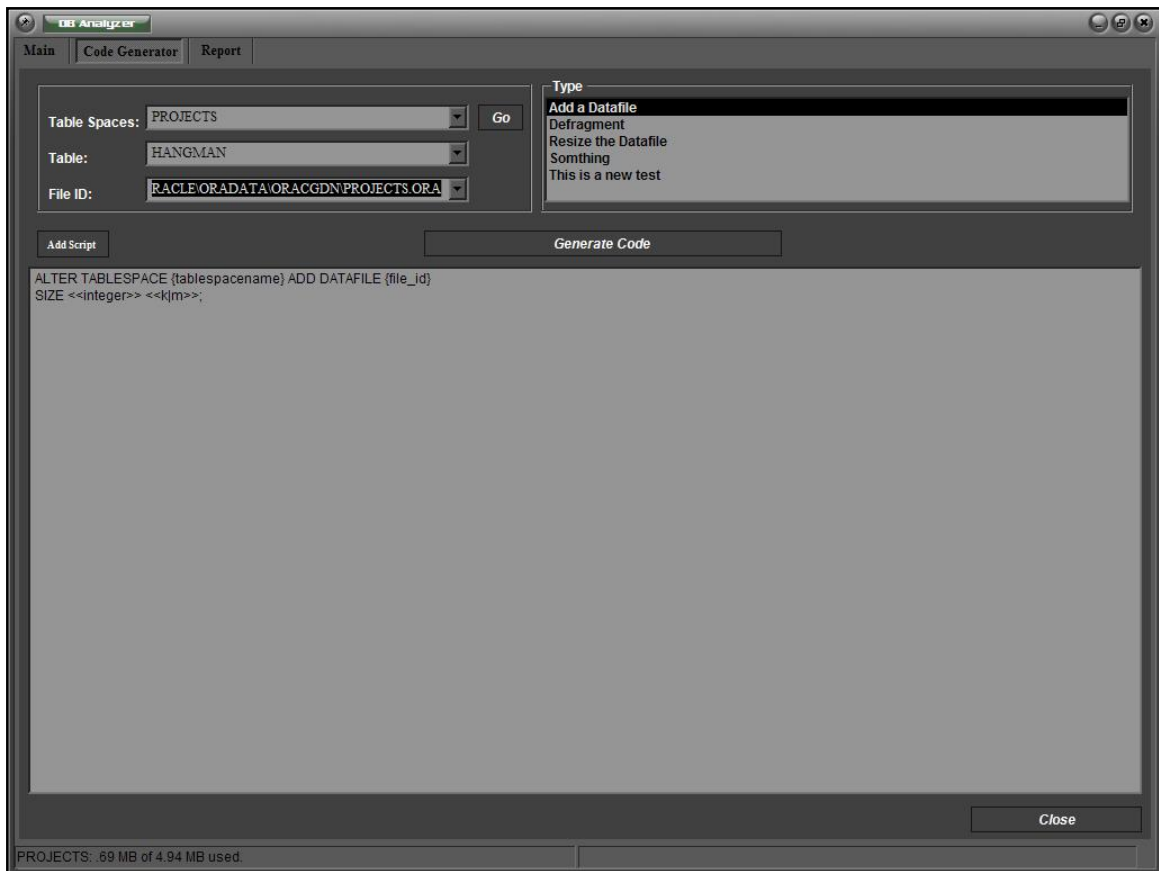 DB Analyzer
Main Code Generator Report
Type
Table Spaces: PROJECTS Go
Table: HANGMAN
File ID: RACLE\ORADATA\ORACGDN\PROJECTS.ORA
Add a Datafile
Defragment
Resize the Datafile
Somthing
This is a new test
Add Script Generate Code
ALTER TABLESPACE {tablespacename} ADD DATAFILE {file_id}
SIZE <<integer>> <<k|m>>;
Close
PROJECTS: .69 MB of 4.94 MB used.